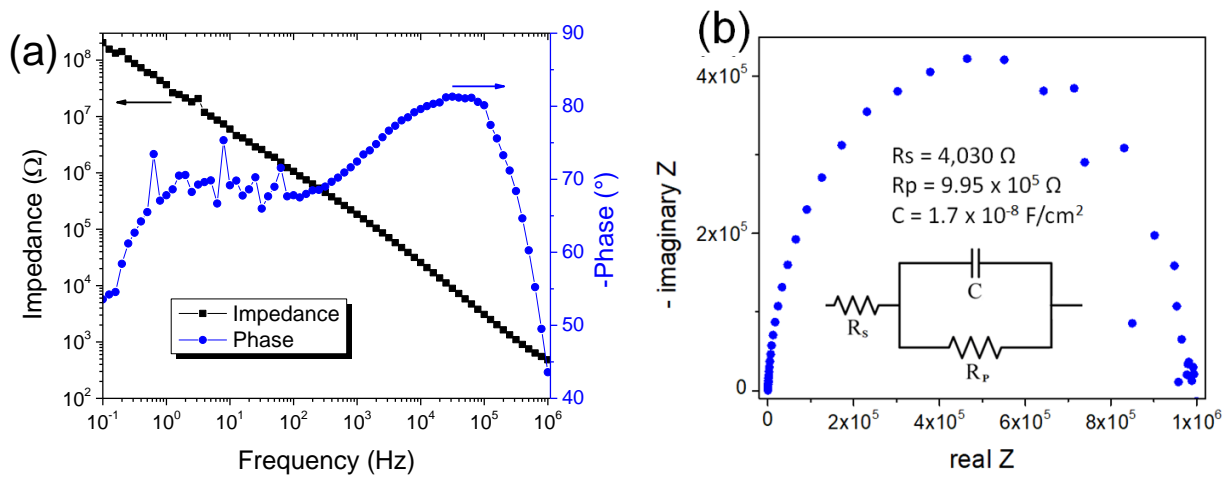 (a)
Impedance (Ω)
10⁸
10⁷
10⁶
10⁵
10⁴
10³
10²
10⁻¹ 10⁰ 10¹ 10² 10³ 10⁴ 10⁵ 10⁶
Frequency (Hz)
90
80
70
60
50
40
-Phase (°)
Impedance
Phase
(b)
- imaginary Z
4x10⁵
2x10⁵
0
Rs = 4,030 Ω
Rp = 9.95 x 10⁵ Ω
C = 1.7 x 10⁻⁸ F/cm²
C
R_S
R_P
0 2x10⁵ 4x10⁵ 6x10⁵ 8x10⁵ 1x10⁶
real Z